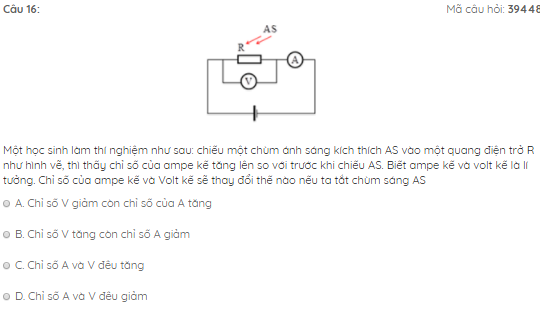 Câu 16:
Mã câu hỏi: 39448
AS
R
A
V
Một học sinh làm thí nghiệm như sau: chiếu một chùm ánh sáng kích thích AS vào một quang điện trở R
như hình vẽ, thì thấy chỉ số của ampe kế tăng lên so với trước khi chiếu AS. Biết ampe kế và volt kế là lí
tưởng. Chỉ số của ampe kế và Volt kế sẽ thay đổi thế nào nếu ta tắt chùm sáng AS
A. Chỉ số V giảm còn chỉ số của A tăng
B. Chỉ số V tăng còn chỉ số A giảm
C. Chỉ số A và V đều tăng
D. Chỉ số A và V đều giảm